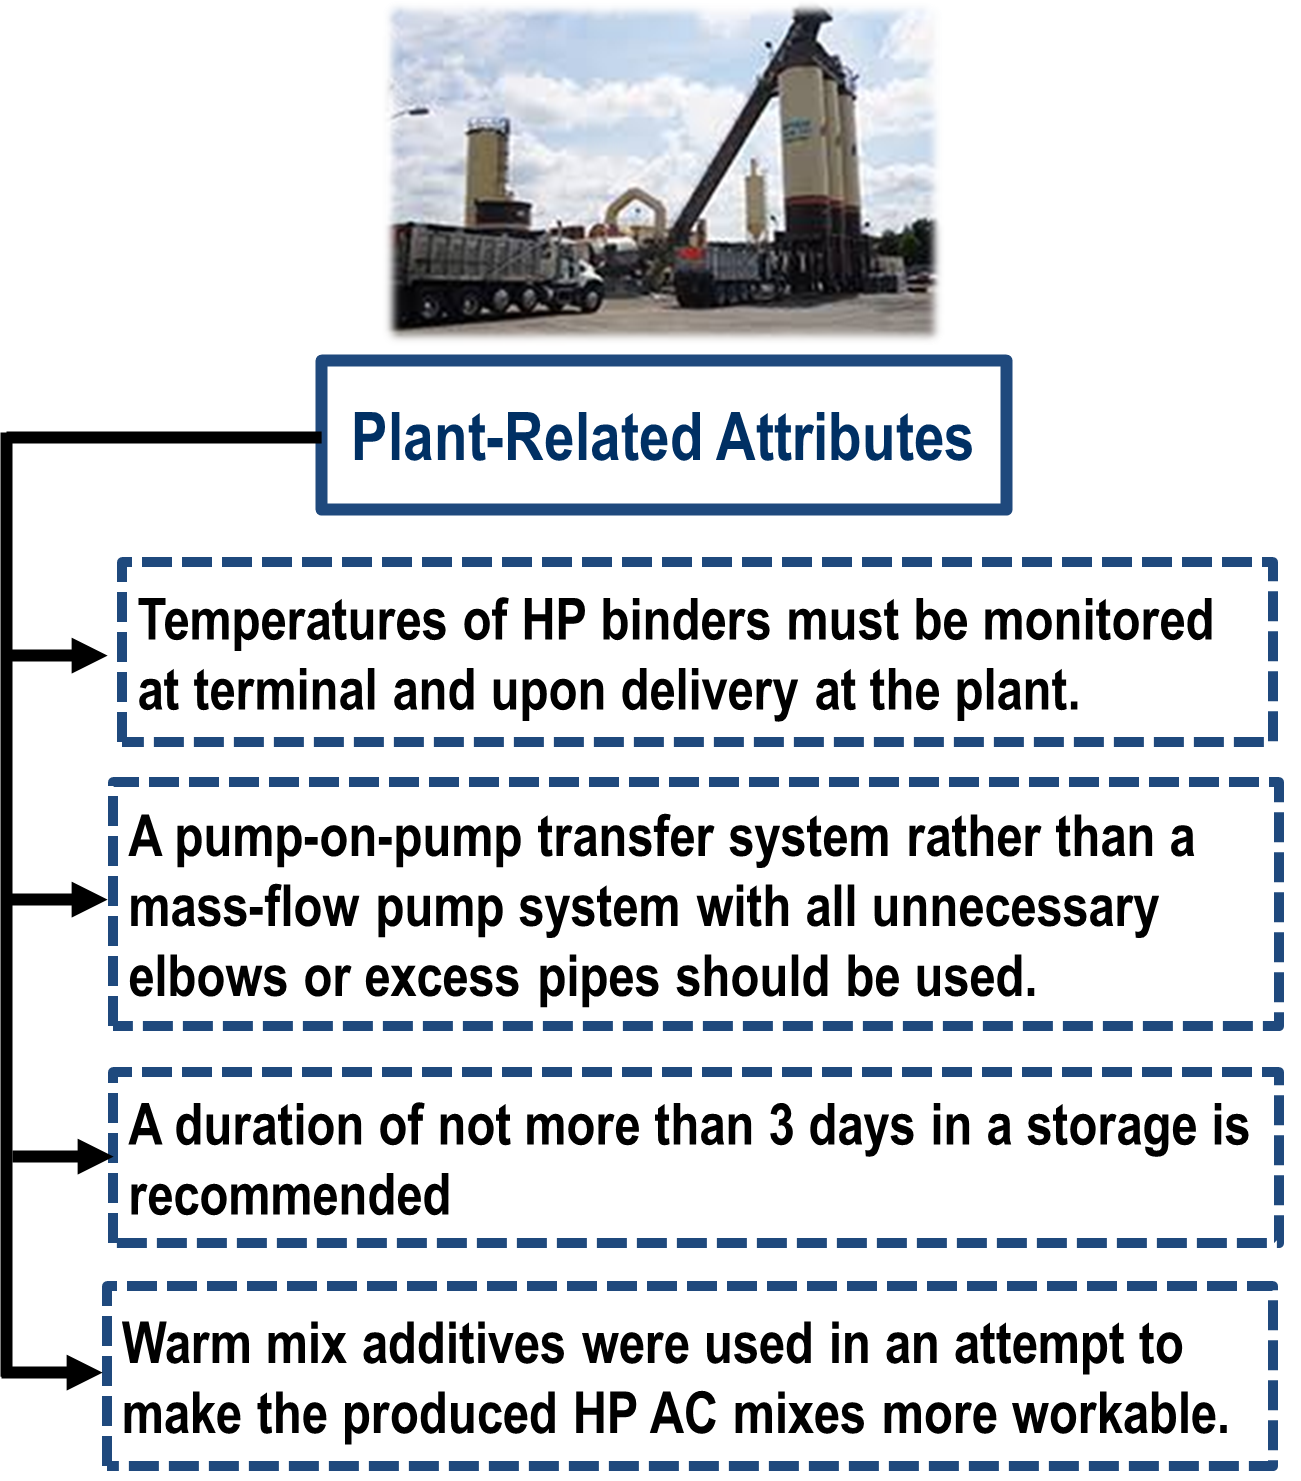 Plant-Related Attributes
Temperatures of HP binders must be monitored
at terminal and upon delivery at the plant.
A pump-on-pump transfer system rather than a
mass-flow pump system with all unnecessary
elbows or excess pipes should be used.
A duration of not more than 3 days in a storage is
recommended
Warm mix additives were used in an attempt to
make the produced HP AC mixes more workable.